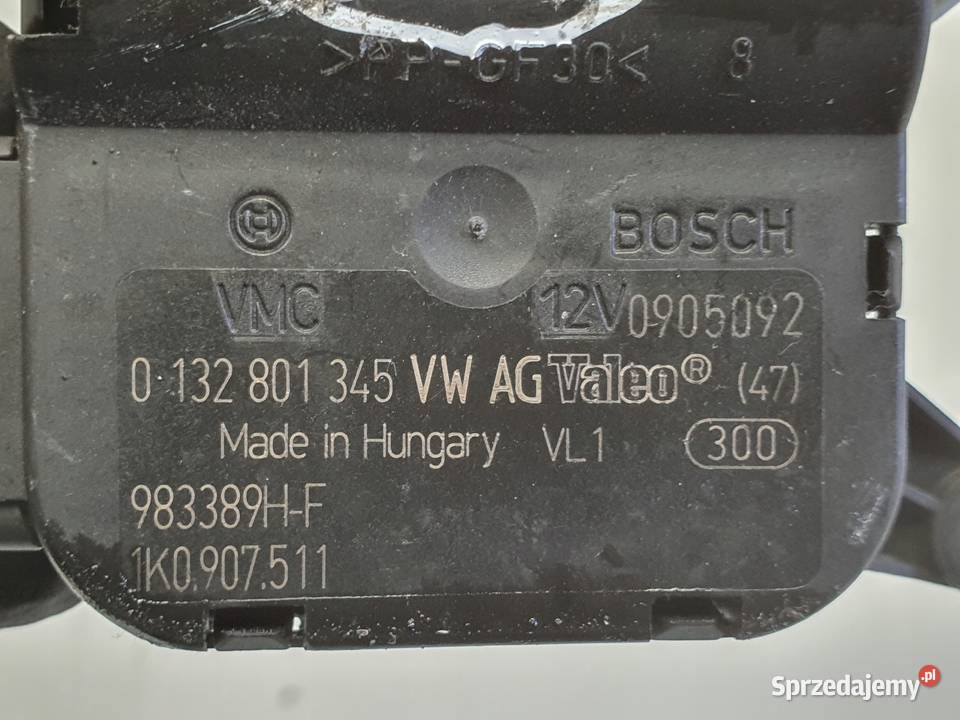 >PP-GF30< 8
BOSCH
VMC 12V 0905092
0 132 801 345 VW AG Valeo® (47)
Made in Hungary VL1 300
983389H-F
1K0.907.511
Sprzedajemy.pl